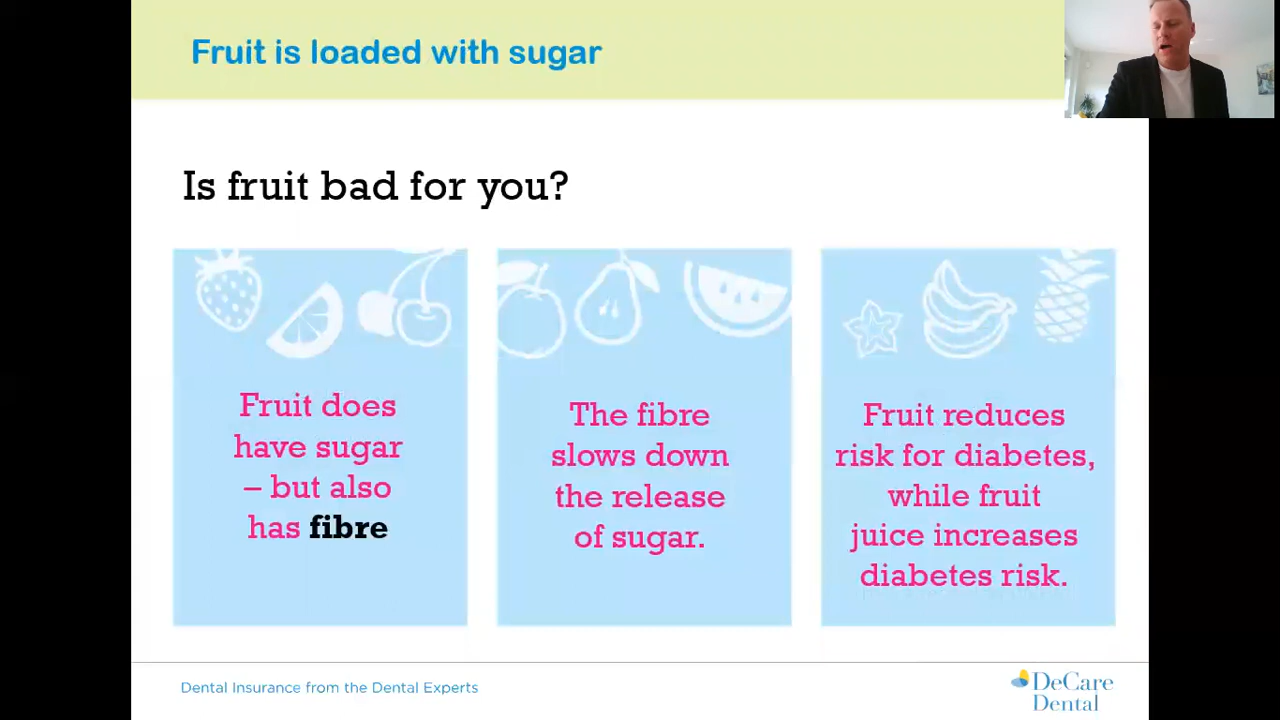 Fruit is loaded with sugar
Is fruit bad for you?
Fruit does
have sugar
– but also
has fibre
The fibre
slows down
the release
of sugar.
Fruit reduces
risk for diabetes,
while fruit
juice increases
diabetes risk.
Dental Insurance from the Dental Experts
DeCare
Dental